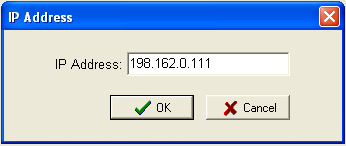 IP Address
IP Address: 198.162.0.111
OK Cancel